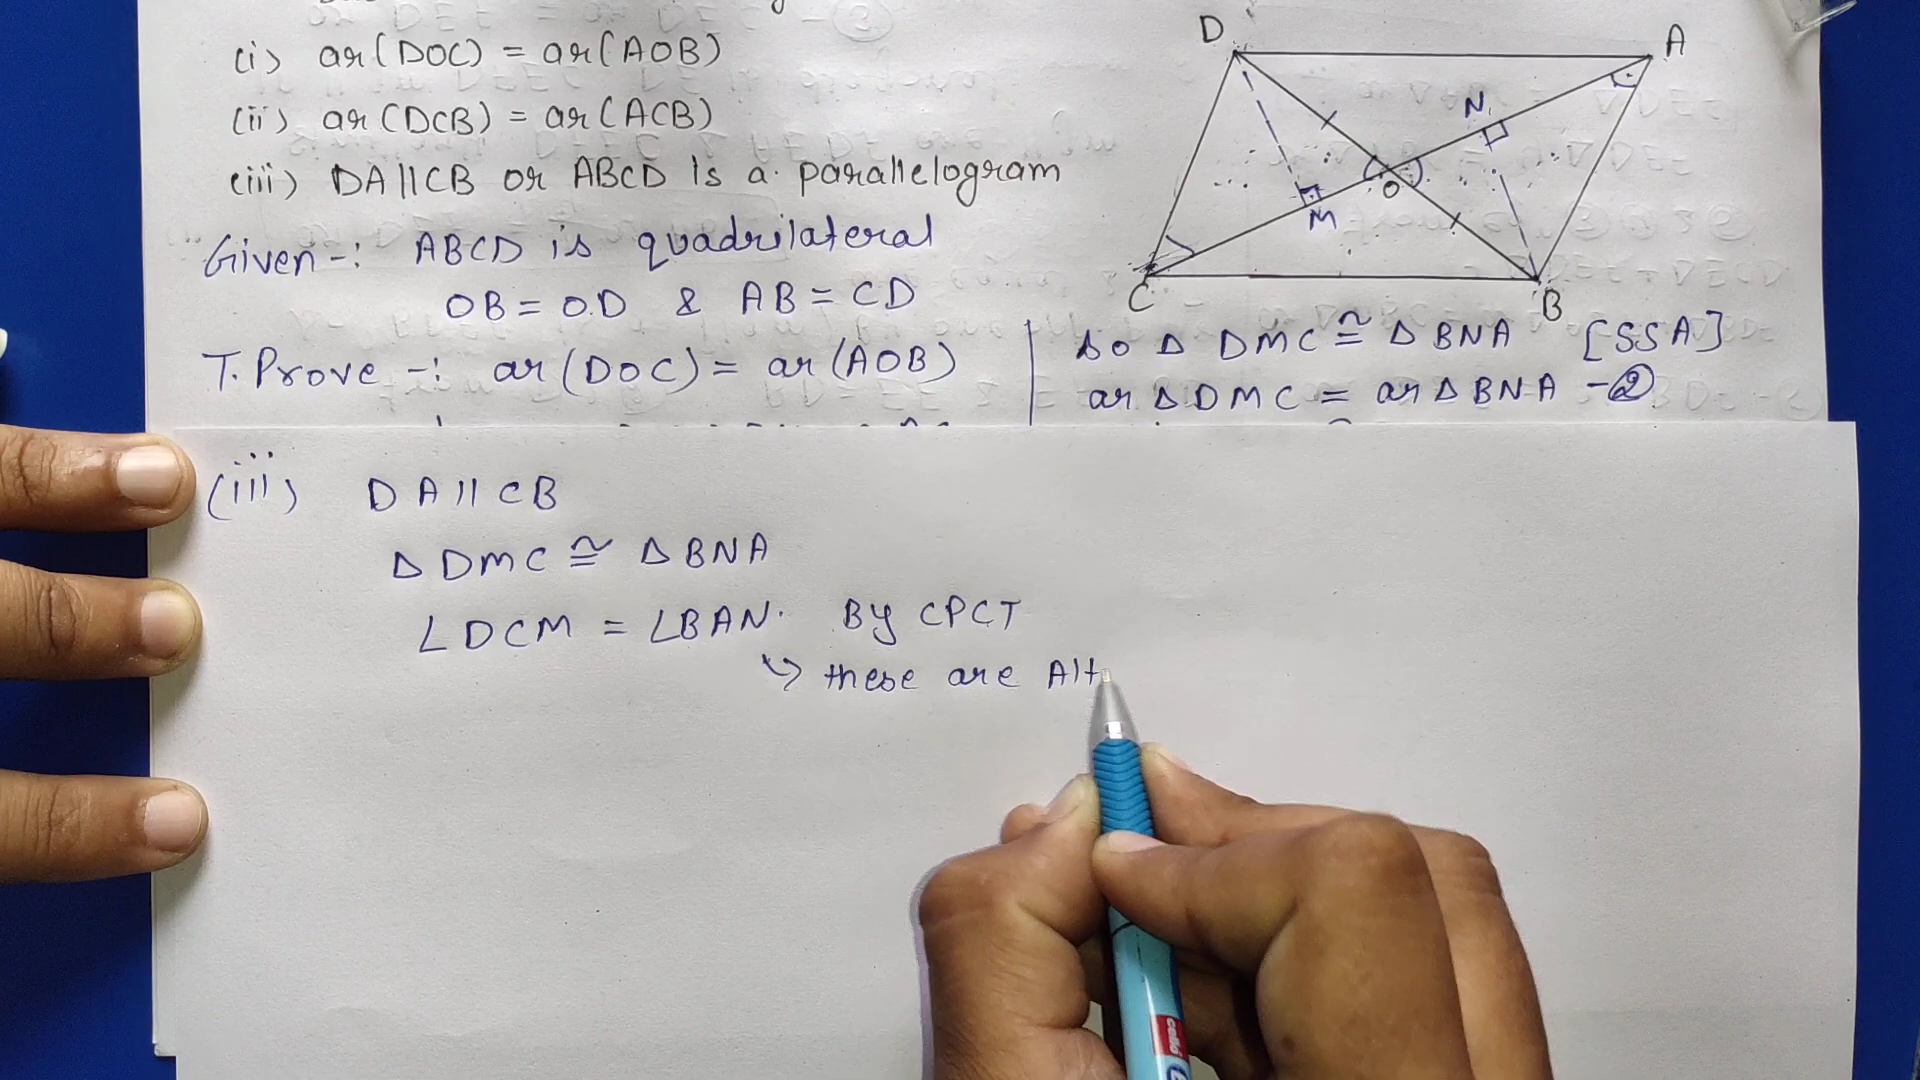 (i) ar(DOC) = ar(AOB)
(ii) ar(DCB) = ar(ACB)
(iii) DA||CB or ABCD is a parallelogram
Given -: ABCD is quadrilateral
OB = OD & AB = CD
T. Prove -: ar(DOC) = ar(AOB)
D
A
N
O
M
C
B
so Δ DMC ≅ Δ BNA [SSA]
ar Δ DMC = ar Δ BNA -②
(iii) DA||CB
Δ DMC ≅ Δ BNA
∠DCM = ∠BAN. By CPCT
↳ these are Alt